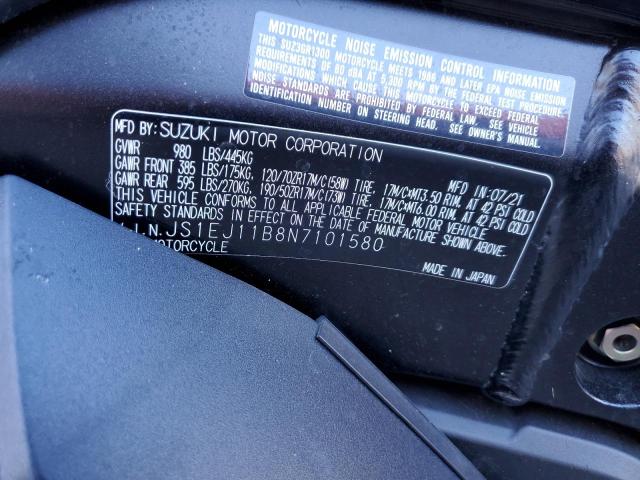 MOTORCYCLE NOISE EMISSION CONTROL INFORMATION
THIS SUZ3GR1300 MOTORCYCLE MEETS 1986 AND LATER EPA NOISE EMISSION
REQUIREMENTS OF 80 dBA AT 5,300 RPM BY THE FEDERAL TEST PROCEDURE.
MODIFICATIONS WHICH CAUSE THIS MOTORCYCLE TO EXCEED FEDERAL
NOISE STANDARDS ARE PROHIBITED BY FEDERAL LAW. SEE VEHICLE
IDENTIFICATION NUMBER ON STEERING HEAD. SEE OWNER'S MANUAL.
MFD BY: SUZUKI MOTOR CORPORATION
MFD IN: 07/21
GVWR 980 LBS/445KG
GAWR FRONT 385 LBS/175KG, 120/70ZR17M/C(58W) TIRE, 17M/CxMT3.50 RIM, AT 42 PSI COLD
GAWR REAR 595 LBS/270KG, 190/50ZR17M/C(73W) TIRE, 17M/CxMT6.00 RIM, AT 42 PSI COLD
THIS VEHICLE CONFORMS TO ALL APPLICABLE FEDERAL MOTOR VEHICLE
SAFETY STANDARDS IN EFFECT ON THE DATE OF MANUFACTURE SHOWN ABOVE.
V.I.N. JS1EJ11B8N7101580
MOTORCYCLE
MADE IN JAPAN